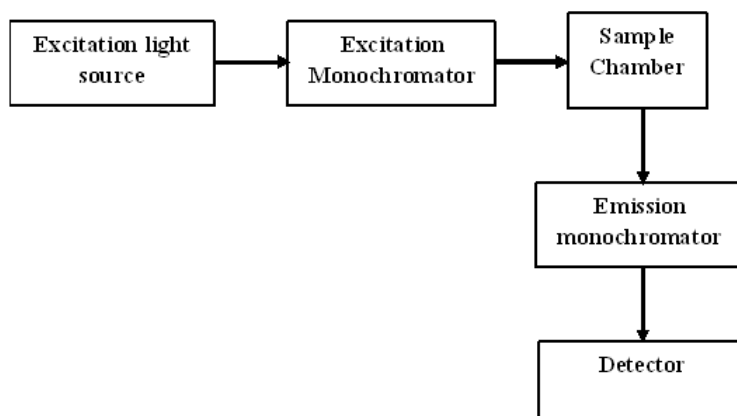 Excitation light
source
Excitation
Monochromator
Sample
Chamber
Emission
monochromator
Detector